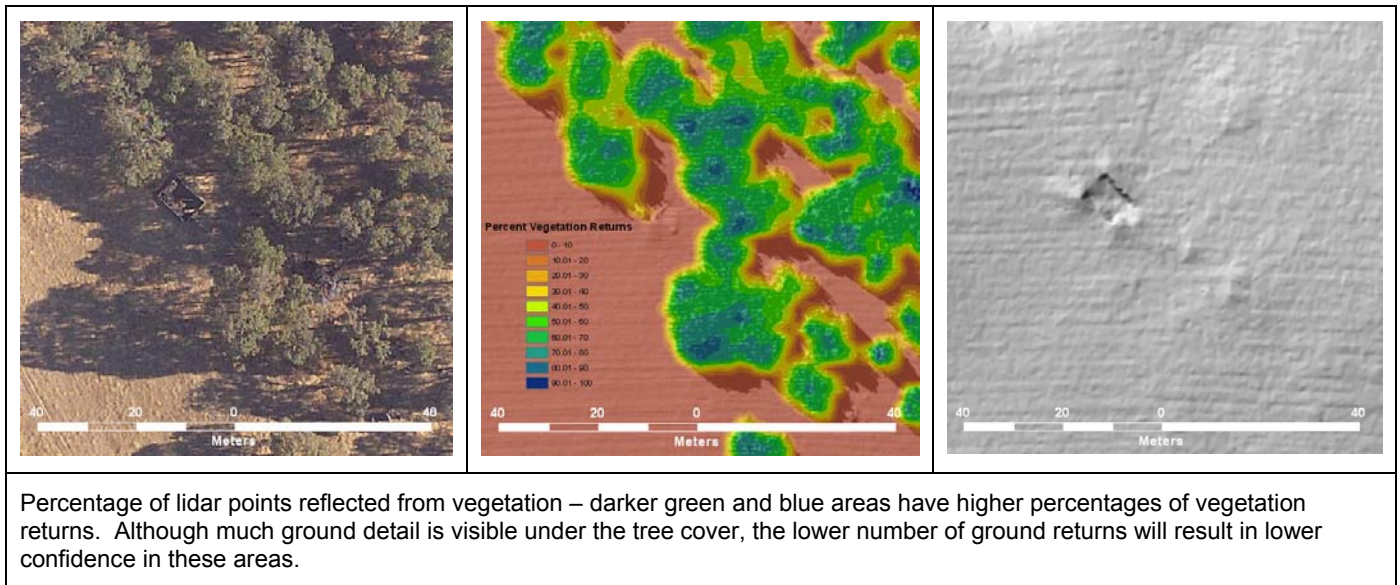 40 20 0 40
Meters
Percent Vegetation Returns
0 - 10
10.01 - 20
20.01 - 30
30.01 - 40
40.01 - 50
50.01 - 60
60.01 - 70
70.01 - 80
80.01 - 90
90.01 - 100
40 20 0 40
Meters
40 20 0 40
Meters
Percentage of lidar points reflected from vegetation – darker green and blue areas have higher percentages of vegetation
returns.  Although much ground detail is visible under the tree cover, the lower number of ground returns will result in lower
confidence in these areas.